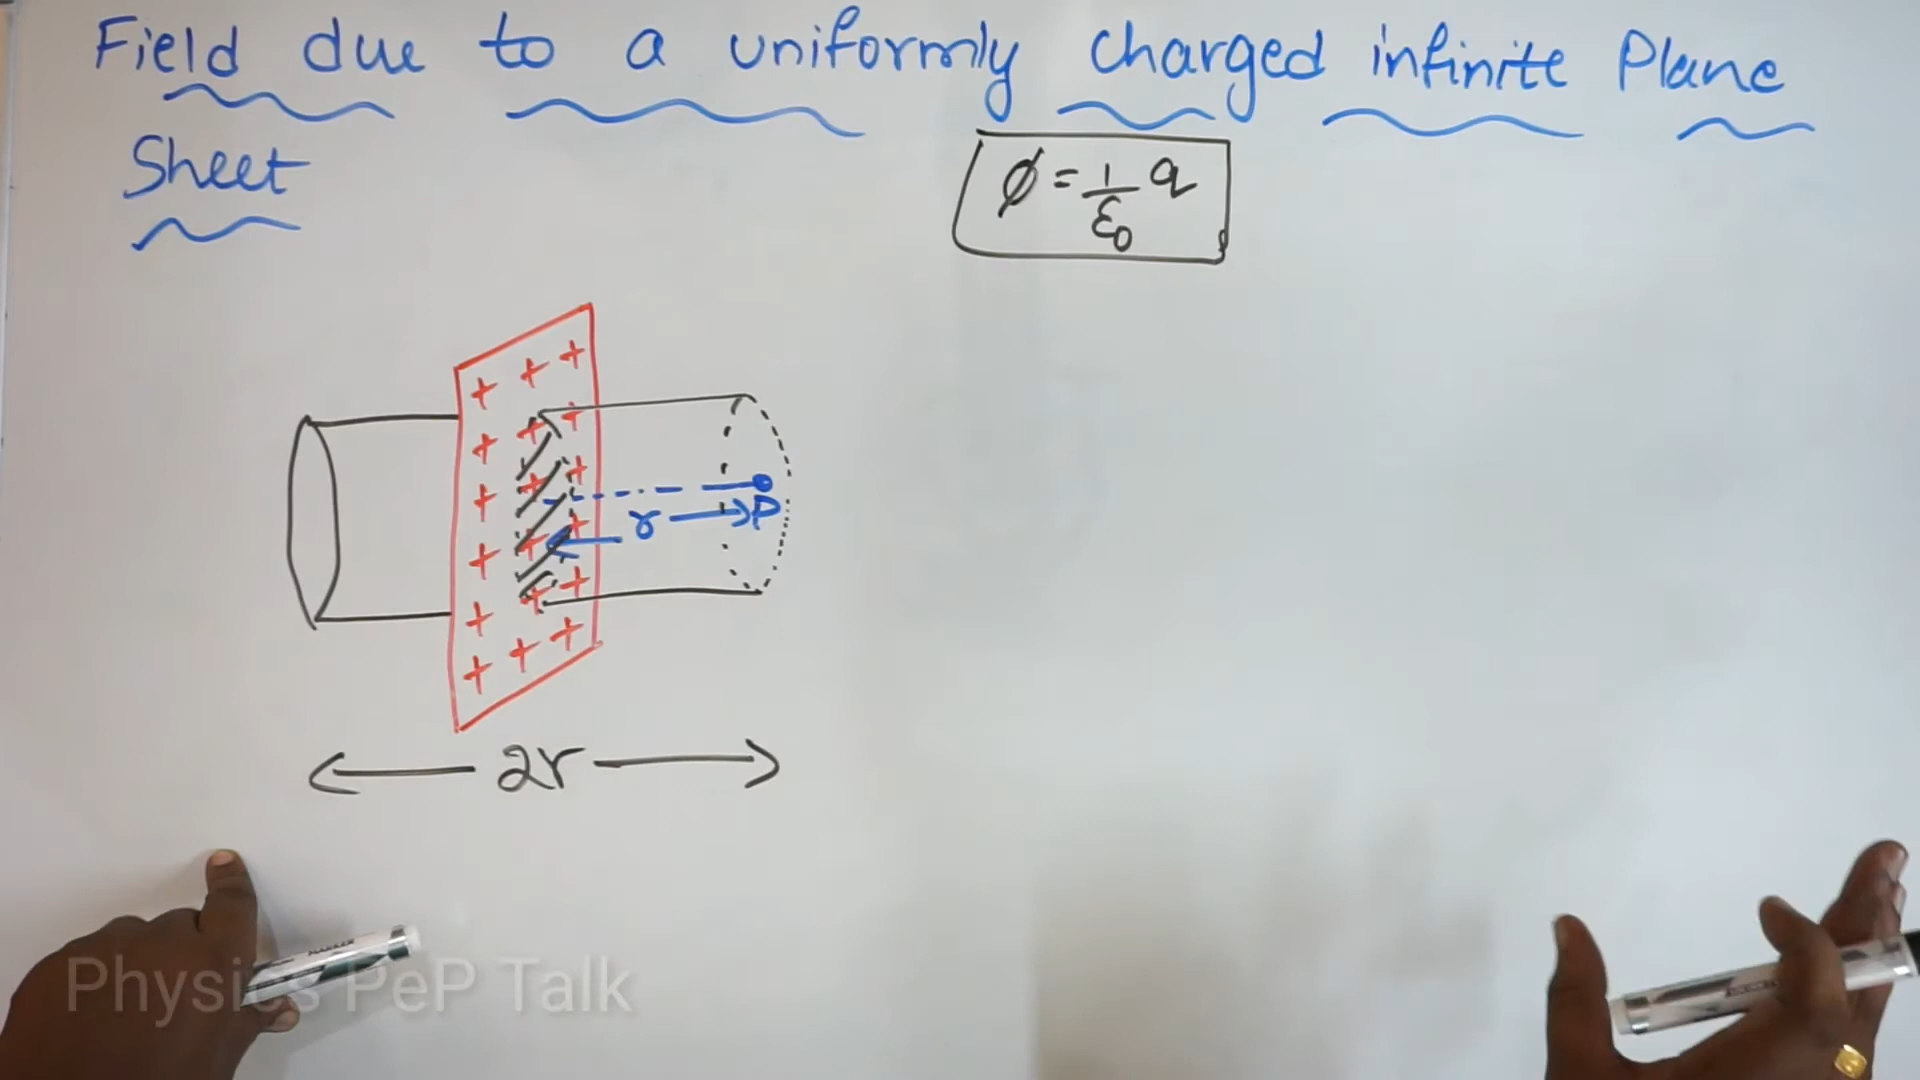 Field due to a uniformly charged infinite Plane
Sheet
φ = 1/ε₀ q
+ + +
+ + +
+ + +
+ + +
+ + +
+ + +
r
P
2r
Physics PeP Talk